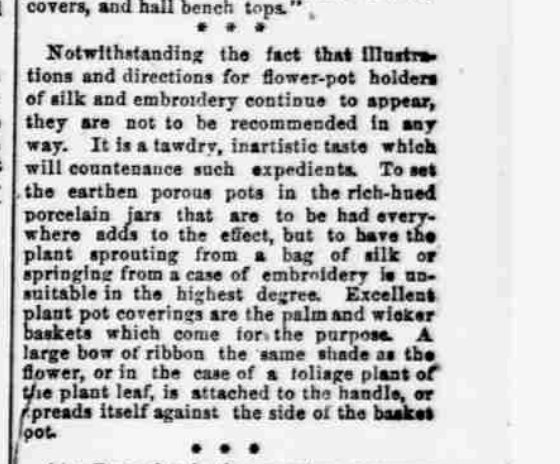 covers, and hall bench tops."
* * *
Notwithstanding the fact that illustra-
tions and directions for flower-pot holders
of silk and embroidery continue to appear,
they are not to be recommended in any
way. It is a tawdry, inartistic taste which
will countenance such expedients. To set
the earthen porous pots in the rich-hued
porcelain jars that are to be had every-
where adds to the effect, but to have the
plant sprouting from a bag of silk or
springing from a case of embroidery is un-
suitable in the highest degree. Excellent
plant pot coverings are the palm and wicker
baskets which come for the purpose. A
large bow of ribbon the same shade as the
flower, or in the case of a foliage plant of
the plant leaf, is attached to the handle, or
spreads itself against the side of the basket
pot.
* * *